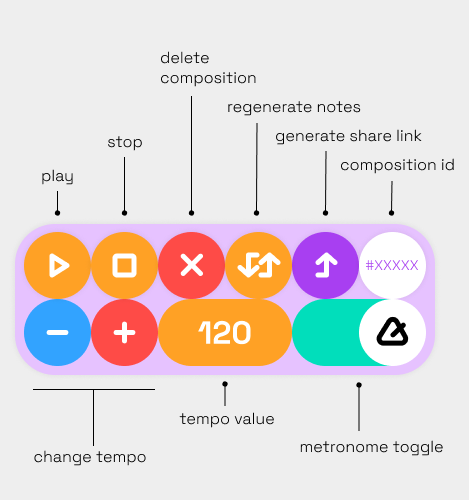 delete
composition
regenerate notes
generate share link
stop
composition id
play
#XXXXX
120
tempo value
metronome toggle
change tempo